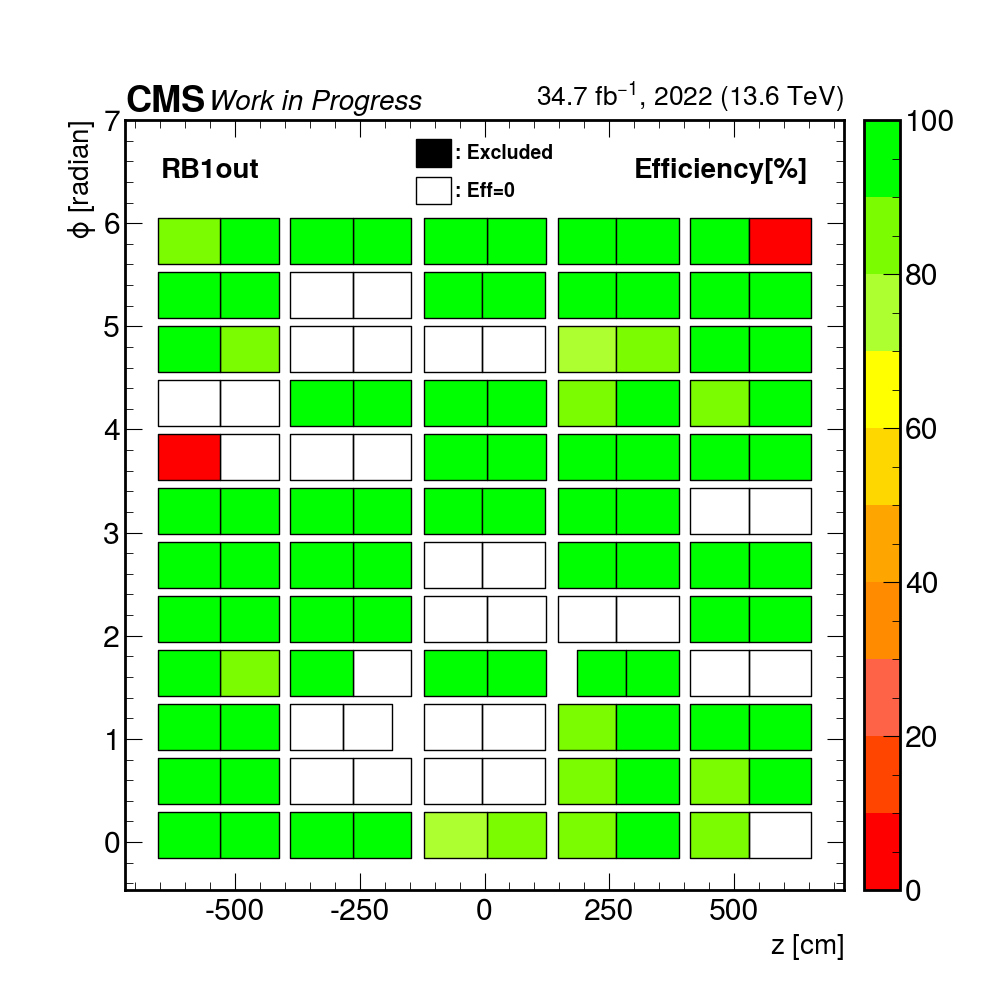 CMS Work in Progress 34.7 fb⁻¹, 2022 (13.6 TeV)
RB1out : Excluded Efficiency[%]
: Eff=0
ϕ [radian]
7
6
5
4
3
2
1
0
-500 -250 0 250 500
z [cm]
100
80
60
40
20
0